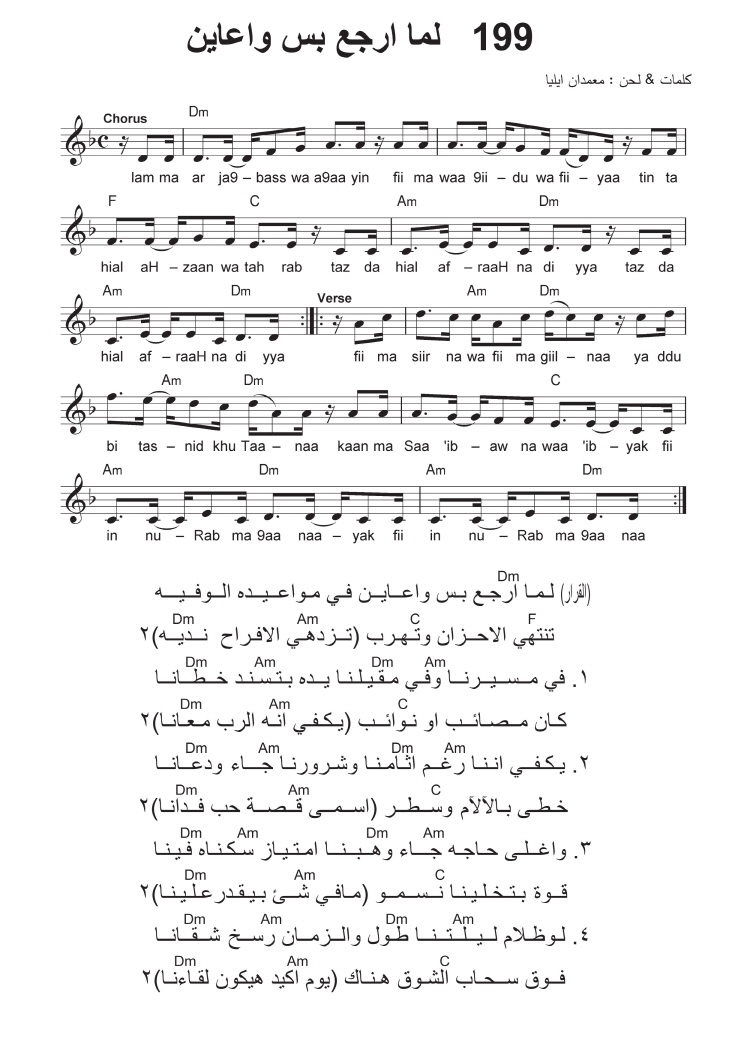 199 لما ارجع بس واعاين
كلمات & لحن : معمدان ايليا
Chorus Dm
lam ma ar ja9 - bass wa a9aa yin fii ma waa 9ii - du wa fii - yaa tin ta
F C Am Dm
hial aH - zaan wa tah rab taz da hial af - raaH na di yya taz da
Am Dm Verse Am Dm
hial af - raaH na di yya fii ma siir na wa fii ma giil - naa ya ddu
Am Dm C
bi tas - nid khu Taa - naa kaan ma Saa 'ib - aw na waa 'ib - yak fii
Am Dm Am Dm
in nu - Rab ma 9aa naa - yak fii in nu - Rab ma 9aa naa
Dm
(القرار) لما ارجع بس واعاين في مواعيده الوفيه
Dm Am C F
تنتهي الاحزان وتهرب (تزدهي الافراح نديه)٢
Dm Am Dm Am
١. في مسيرنا وفي مقيلنا يده بتسند خطانا
Dm Am C
كان مصائب او نوائب (يكفي انه الرب معانا)٢
Dm Am Dm Am
٢. يكفي اننا رغم اثامنا وشرورنا جاء ودعانا
Dm Am C
خطى بالآلآم وسطر (اسمى قصة حب فدانا)٢
Dm Am Dm Am
٣. واغلى حاجه جاء وهبنا امتياز سكناه فينا
Dm Am C
قوة بتخلينا نسمو (مافي شئ بيقدرعلينا)٢
Dm Am Dm Am
٤. لوظلام ليلتنا طول والزمان رسخ شقانا
Dm Am C
فوق سحاب الشوق هناك (يوم اكيد هيكون لقاءنا)٢